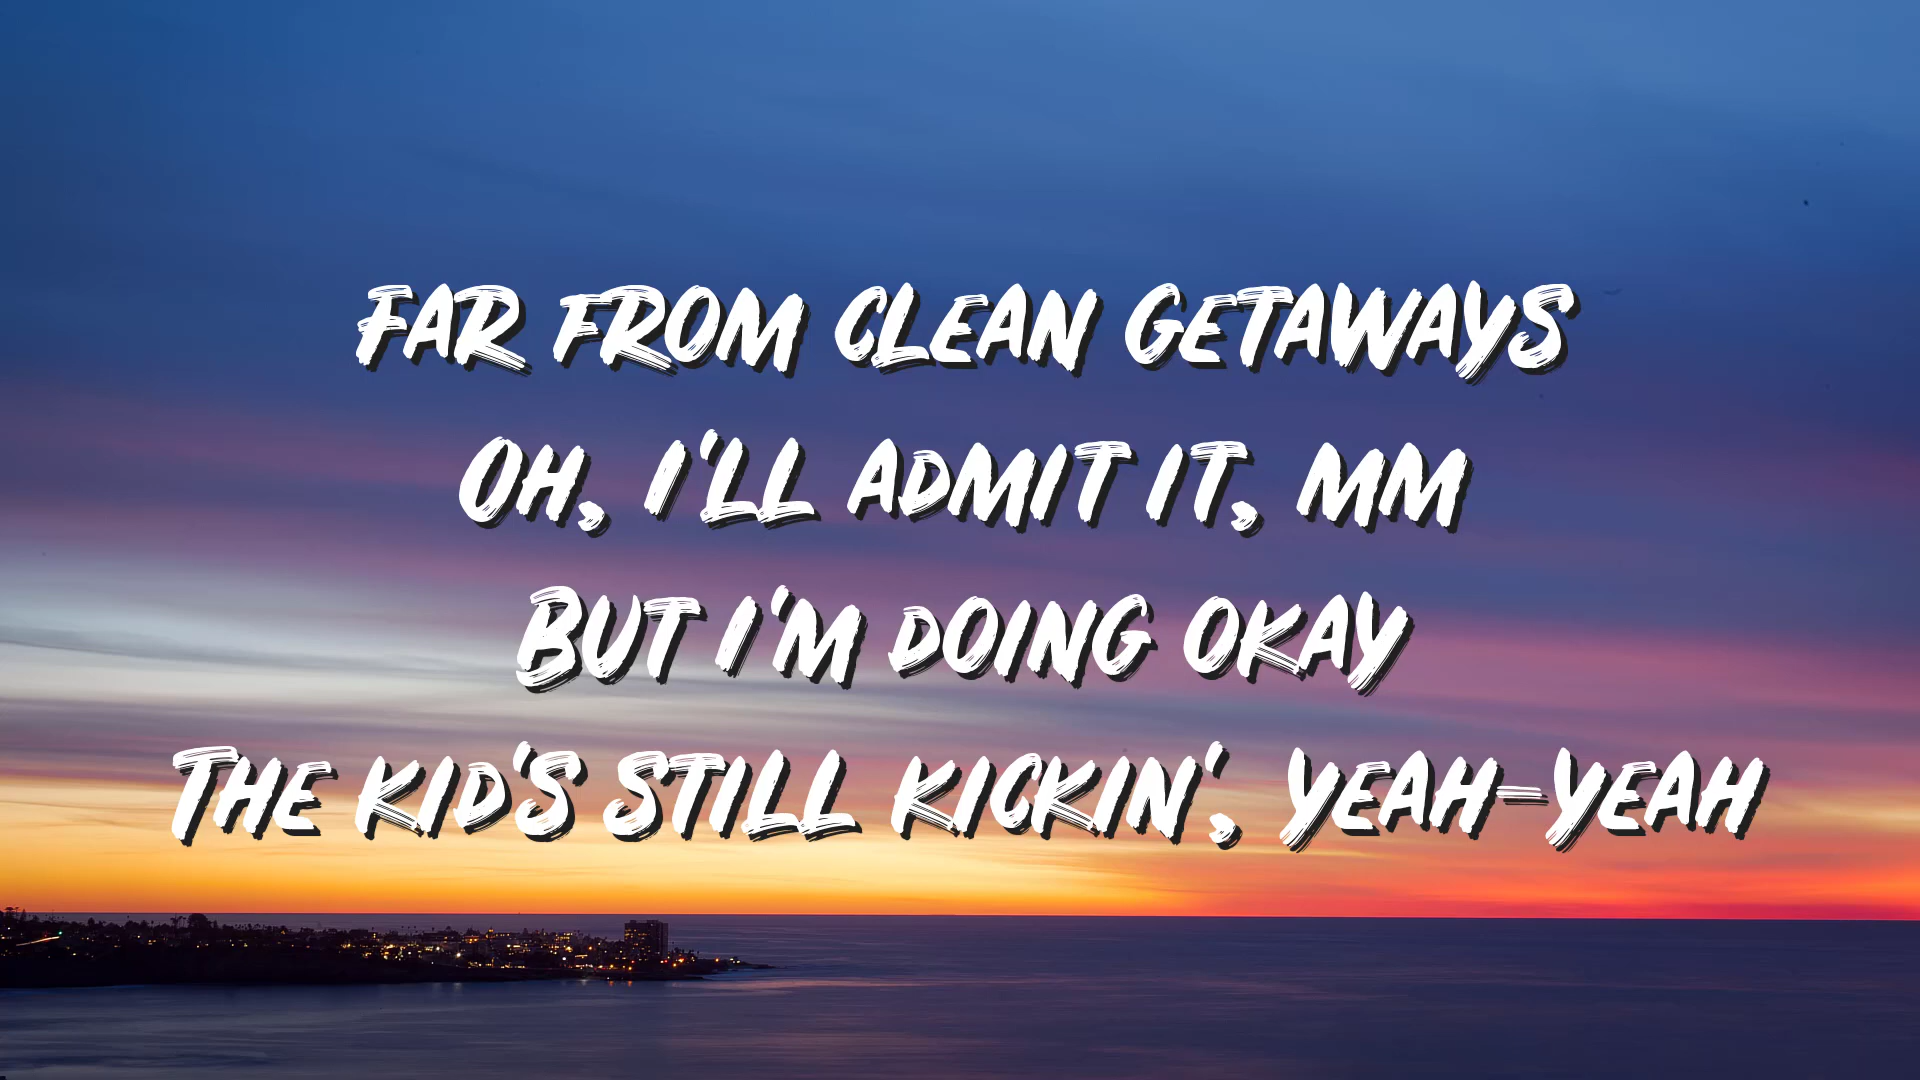 FAR FROM CLEAN GETAWAYS
OH, I'LL ADMIT IT, MM
BUT I'M DOING OKAY
THE KID'S STILL KICKIN', YEAH-YEAH